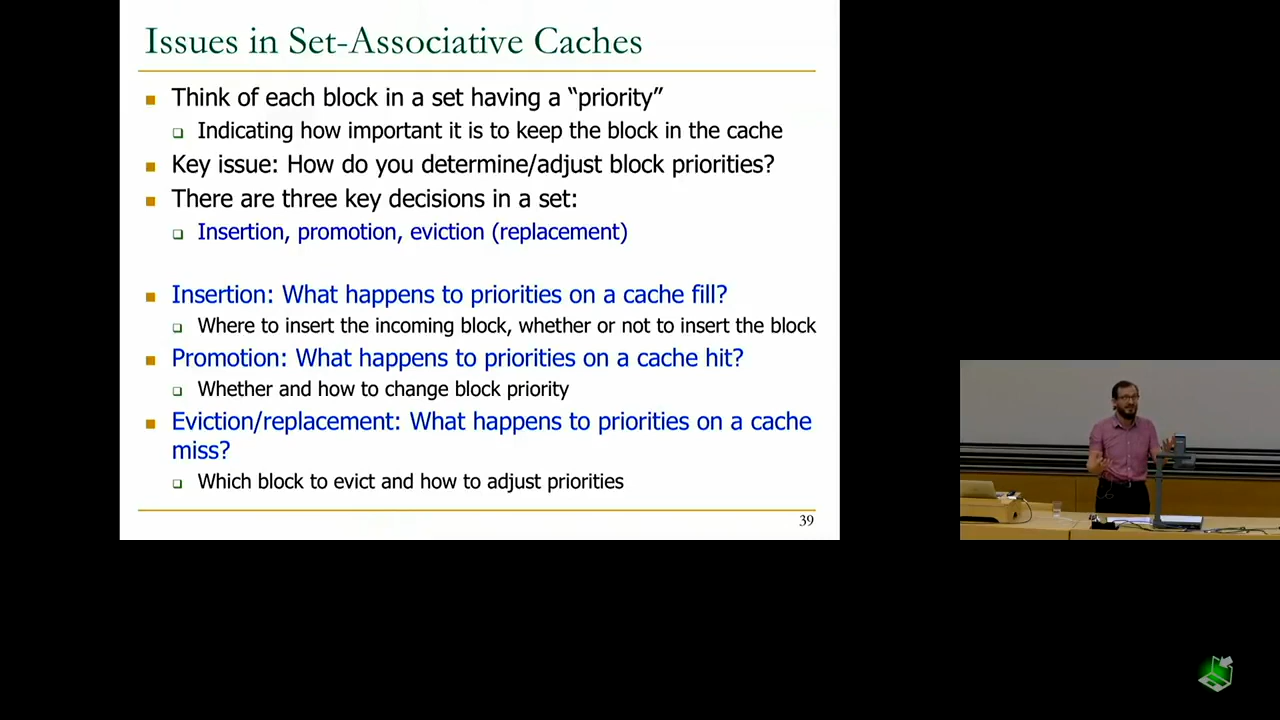 Issues in Set-Associative Caches
Think of each block in a set having a “priority”
Indicating how important it is to keep the block in the cache
Key issue: How do you determine/adjust block priorities?
There are three key decisions in a set:
Insertion, promotion, eviction (replacement)
Insertion: What happens to priorities on a cache fill?
Where to insert the incoming block, whether or not to insert the block
Promotion: What happens to priorities on a cache hit?
Whether and how to change block priority
Eviction/replacement: What happens to priorities on a cache
miss?
Which block to evict and how to adjust priorities
39